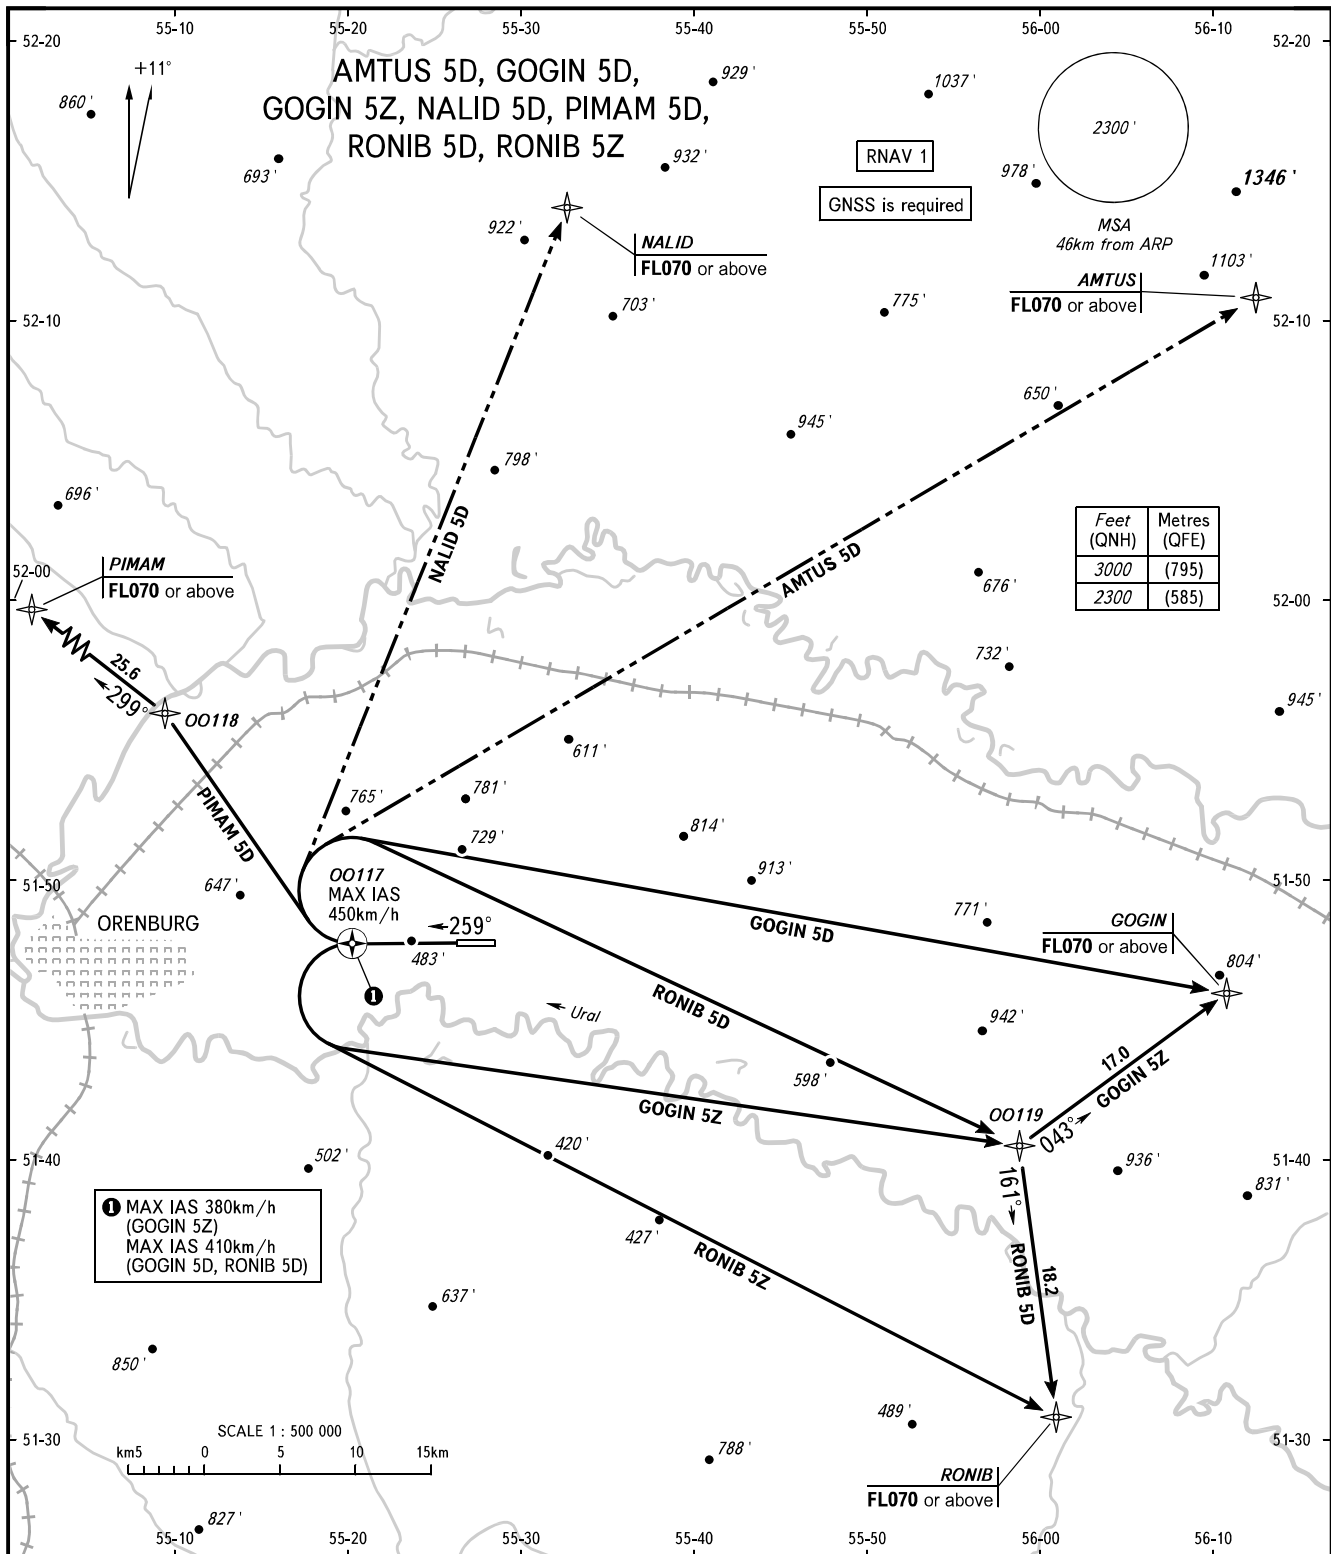 55-10
55-20
55-30
55-40
55-50
56-00
56-10
52-20
52-20
+11°
AMTUS 5D, GOGIN 5D,
GOGIN 5Z, NALID 5D, PIMAM 5D,
RONIB 5D, RONIB 5Z
860'
693'
929'
932'
1037'
RNAV 1
GNSS is required
2300'
MSA
46km from ARP
978'
1346'
922'
NALID
FL070 or above
1103'
AMTUS
FL070 or above
703'
775'
52-10
52-10
650'
945'
798'
696'
NALID 5D
AMTUS 5D
Feet
(QNH)
Metres
(QFE)
3000
(795)
2300
(585)
676'
52-00
52-00
PIMAM
FL070 or above
25.6
299°
OO118
732'
945'
611'
PIMAM 5D
765'
781'
729'
814'
913'
51-50
51-50
647'
OO117
MAX IAS
450km/h
259°
483'
ORENBURG
771'
GOGIN 5D
GOGIN
FL070 or above
804'
1
Ural
RONIB 5D
942'
598'
GOGIN 5Z
17.0
GOGIN 5Z
043°
OO119
51-40
51-40
502'
420'
936'
831'
161°
RONIB 5D
18.2
1 MAX IAS 380km/h
(GOGIN 5Z)
MAX IAS 410km/h
(GOGIN 5D, RONIB 5D)
427'
RONIB 5Z
637'
850'
489'
788'
SCALE 1 : 500 000
km5
0
5
10
15km
51-30
51-30
RONIB
FL070 or above
827'
55-10
55-20
55-30
55-40
55-50
56-00
56-10